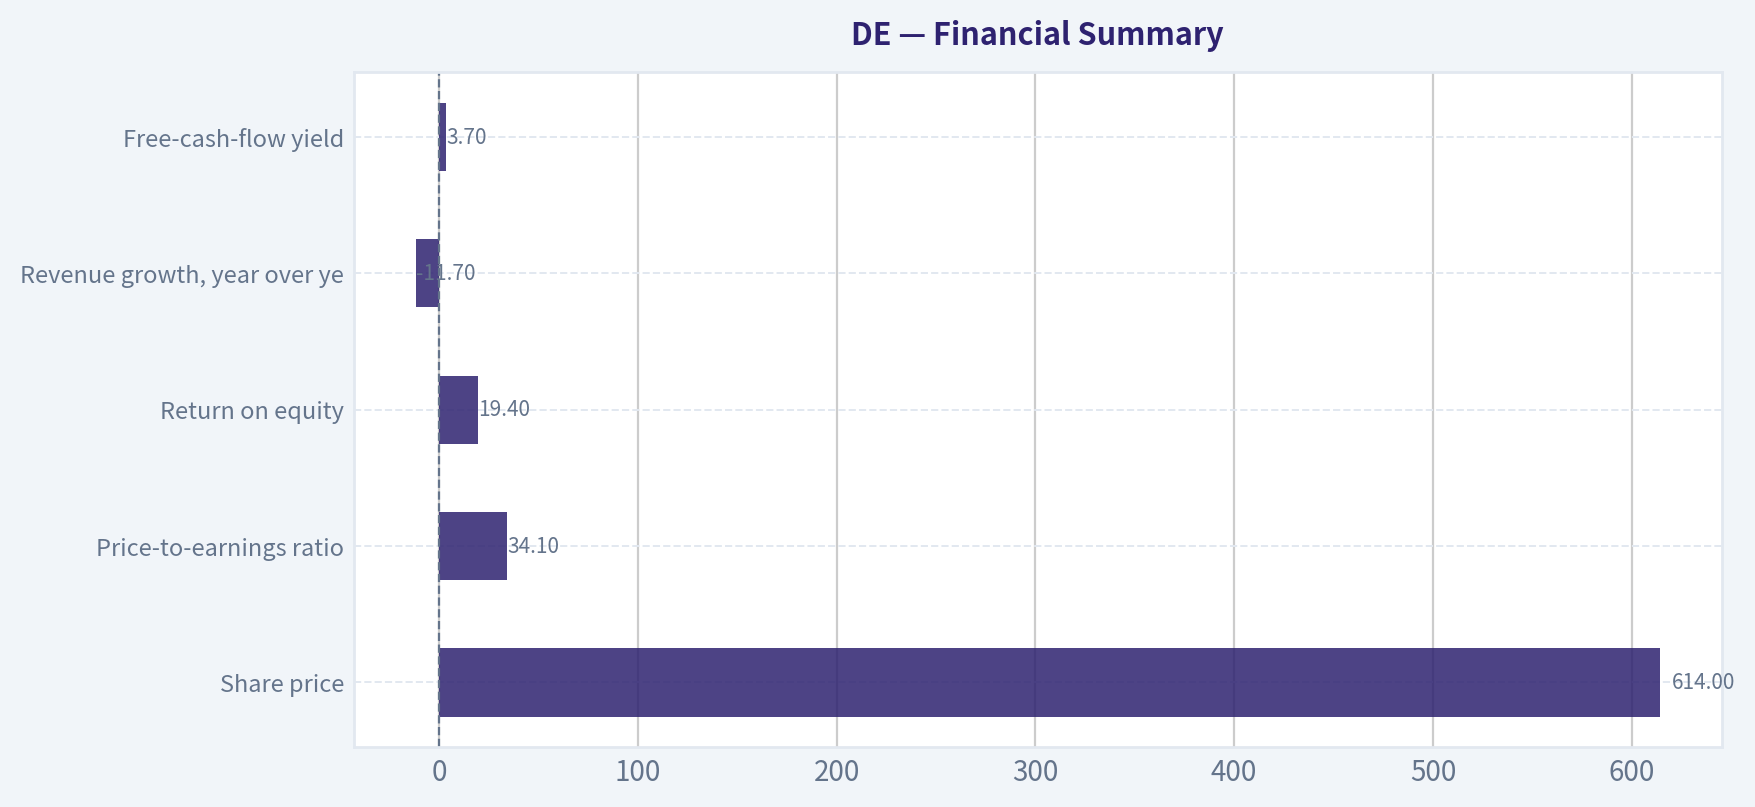 DE — Financial Summary
Free-cash-flow yield
3.70
Revenue growth, year over ye
-11.70
Return on equity
19.40
Price-to-earnings ratio
34.10
Share price
614.00
0 100 200 300 400 500 600